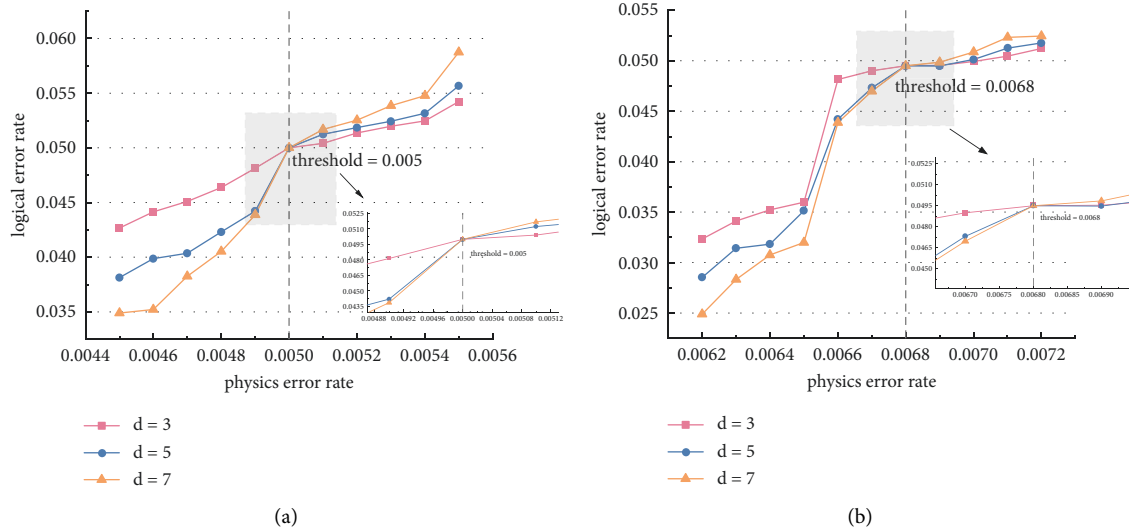 (a)
0.060
0.055
0.050
0.045
0.040
0.035
logical error rate
threshold = 0.005
0.0525
0.0510
0.0495
0.0480
0.0465
0.0450
0.0435
threshold = 0.005
0.00488 0.00492 0.00496 0.00500 0.00504 0.00508 0.00512
0.0044 0.0046 0.0048 0.0050 0.0052 0.0054 0.0056
physics error rate
d = 3
d = 5
d = 7
(a)
(b)
0.055
0.050
0.045
0.040
0.035
0.030
0.025
logical error rate
threshold = 0.0068
0.0525
0.0510
0.0495
0.0480
0.0465
0.0450
threshold = 0.0068
0.00670 0.00675 0.00680 0.00685 0.00690
0.0062 0.0064 0.0066 0.0068 0.0070 0.0072
physics error rate
d = 3
d = 5
d = 7
(b)